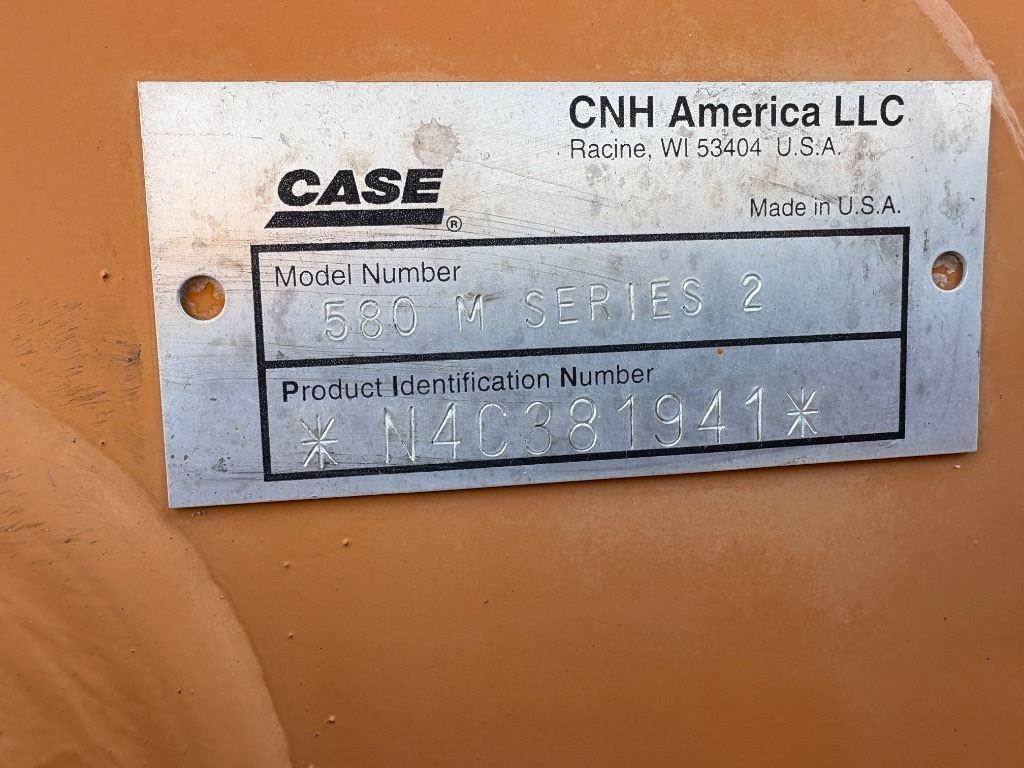 CNH America LLC
Racine, WI 53404 U.S.A.
CASE®
Made in U.S.A.
Model Number
580 M SERIES 2
Product Identification Number
* N4C381941*